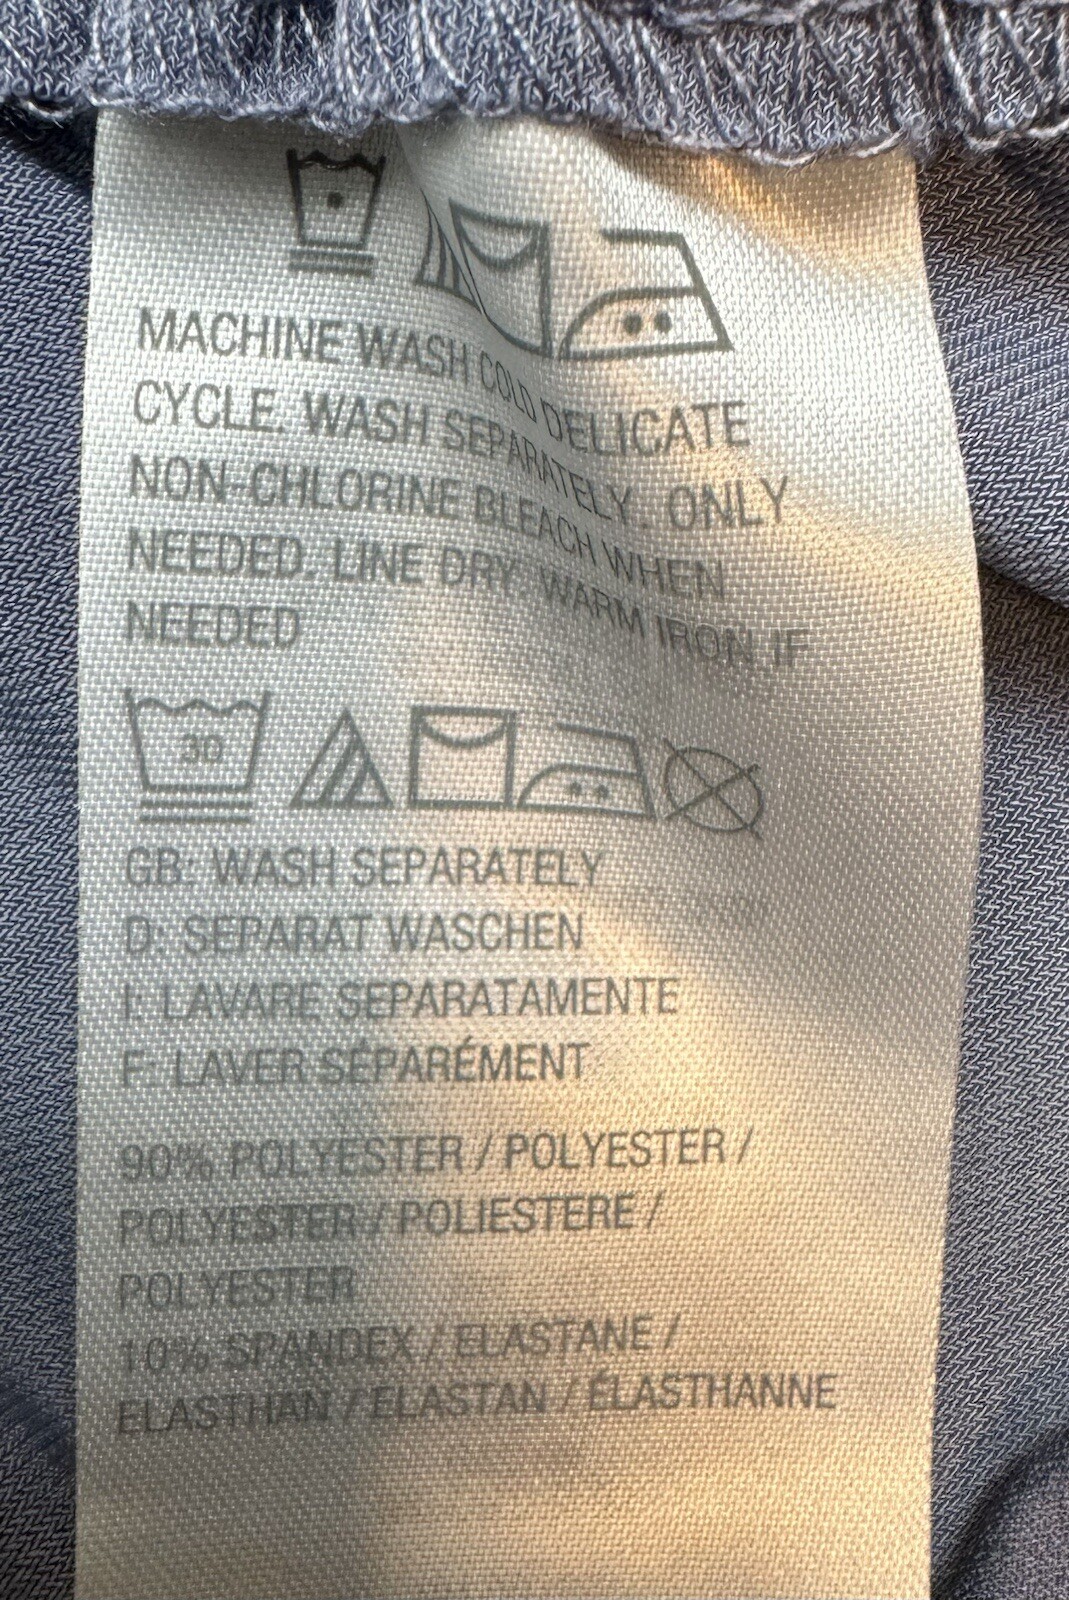 MACHINE WASH COLD DELICATE
CYCLE. WASH SEPARATELY. ONLY
NON-CHLORINE BLEACH WHEN
NEEDED. LINE DRY. WARM IRON IF
NEEDED
30
GB: WASH SEPARATELY
D: SEPARAT WASCHEN
I: LAVARE SEPARATAMENTE
F: LAVER SÉPARÉMENT
90% POLYESTER / POLYESTER /
POLYESTER / POLIESTERE /
POLYESTER
10% SPANDEX / ELASTANE /
ELASTHAN / ELASTAN / ÉLASTHANNE